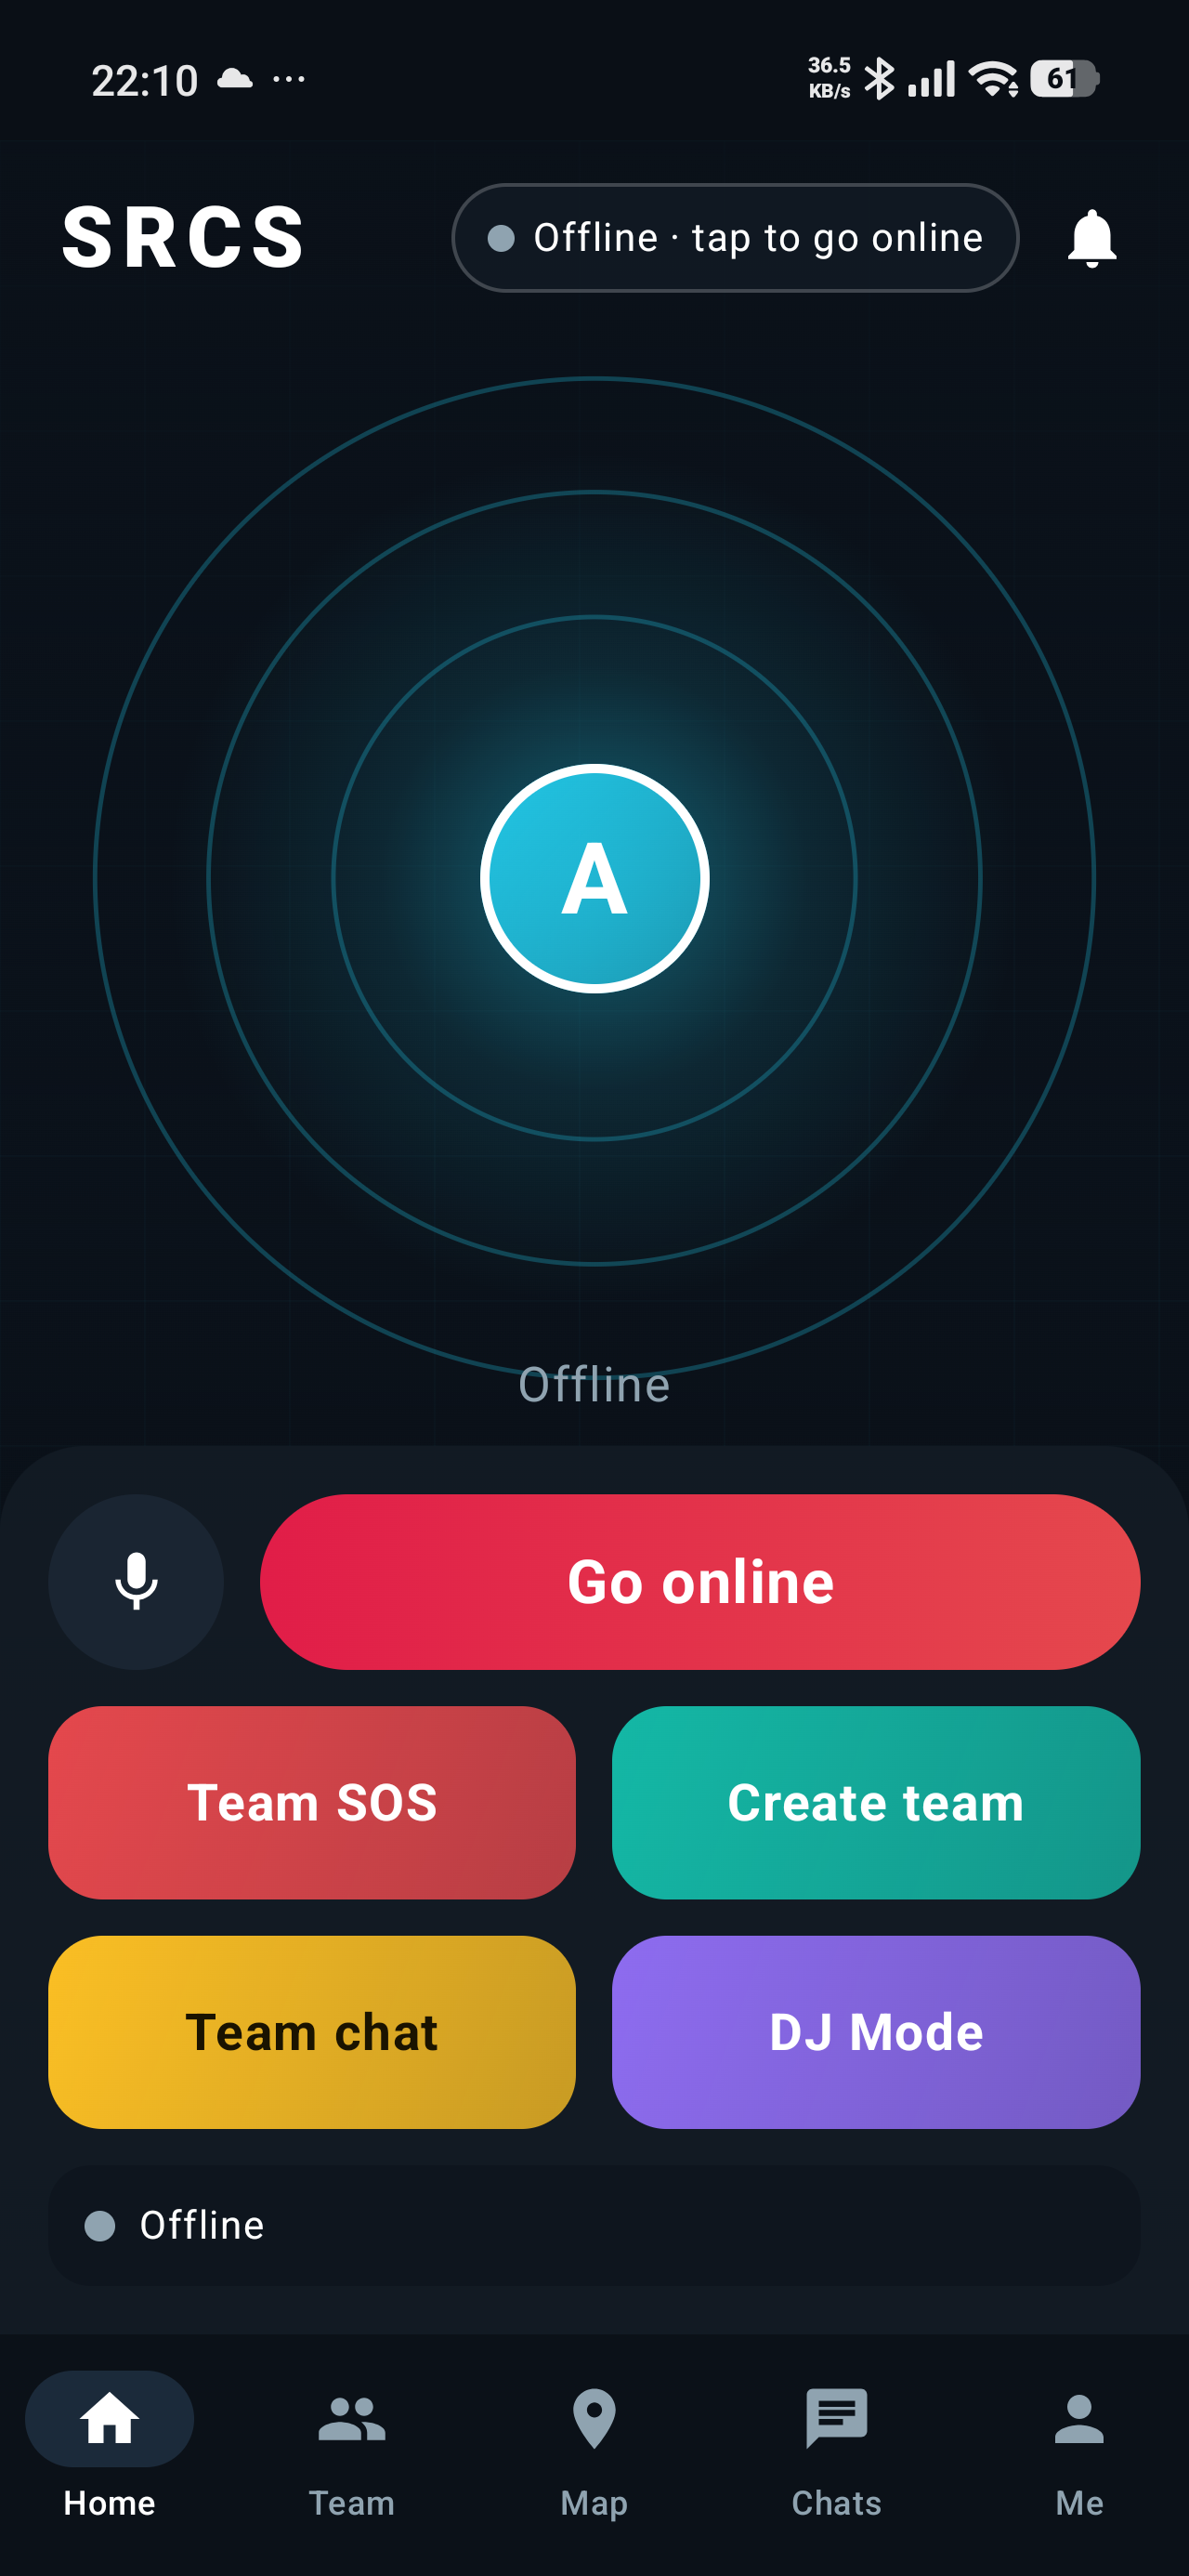 22:10 ...
36.5
KB/s
61
SRCS
Offline · tap to go online
A
Offline
Go online
Team SOS
Create team
Team chat
DJ Mode
Offline
Home Team Map Chats Me